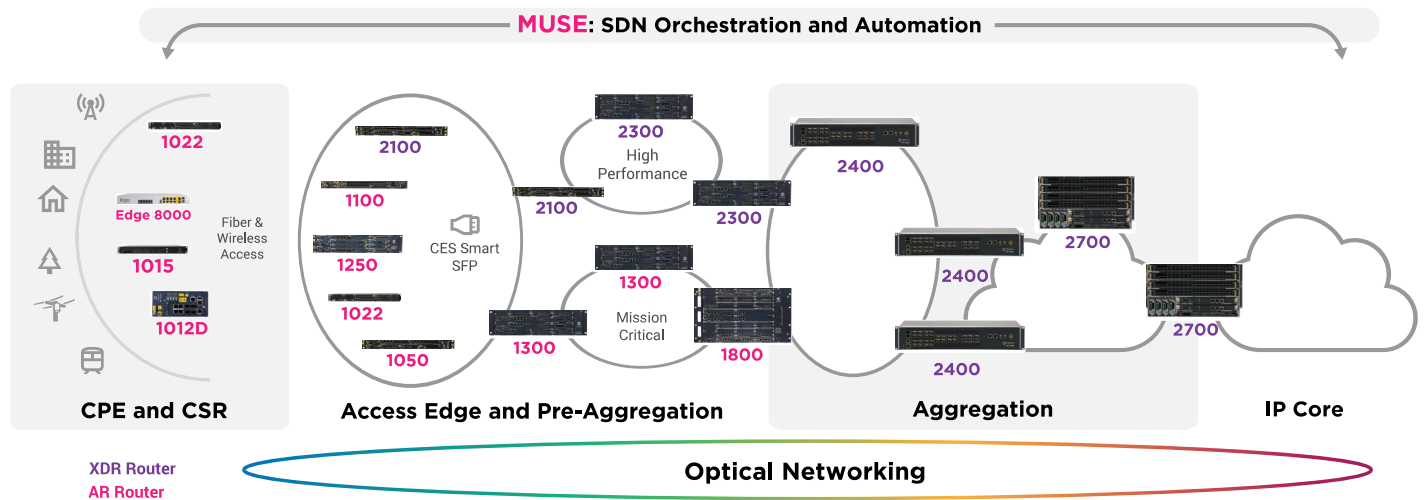 MUSE: SDN Orchestration and Automation
1022
Edge 8000
1015
1012D
Fiber &
Wireless
Access
CPE and CSR
2100
1100
1250
1022
1050
CES Smart
SFP
2100
1300
2300
High
Performance
2300
1300
Mission
Critical
1800
Access Edge and Pre-Aggregation
2400
2400
2400
2700
2700
Aggregation
IP Core
XDR Router
AR Router
Optical Networking